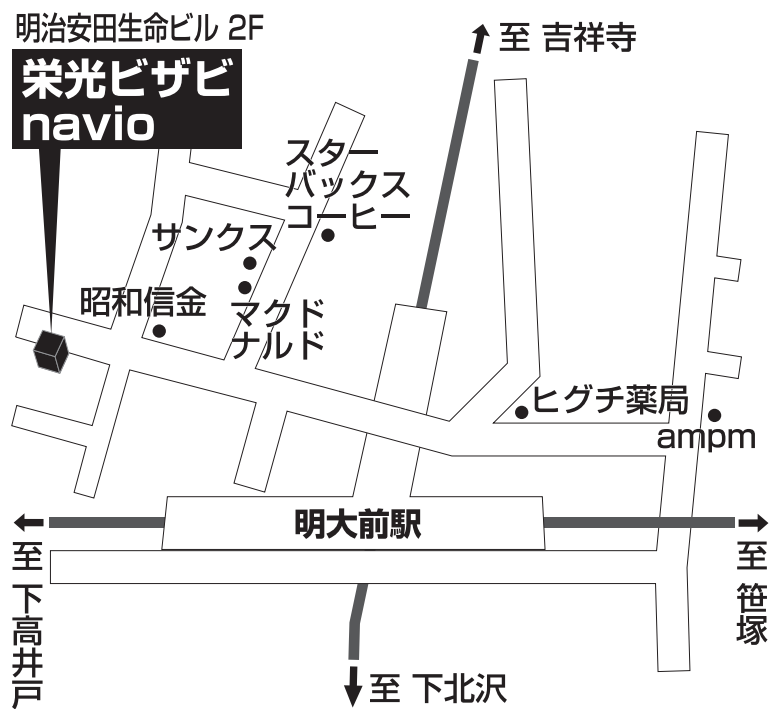 明治安田生命ビル 2F
栄光ビザビ
navio
至 吉祥寺
スター
バックス
コーヒー
サンクス
昭和信金
マクド
ナルド
ヒグチ薬局
ampm
明大前駅
至 下高井戸
至 笹塚
至 下北沢